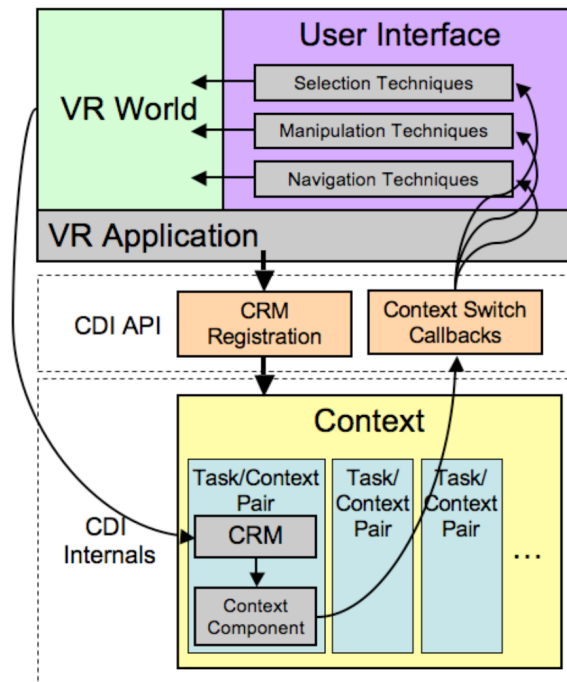 User Interface
VR World
Selection Techniques
Manipulation Techniques
Navigation Techniques
VR Application
CDI API
CRM
Registration
Context Switch
Callbacks
Context
Task/Context
Pair
Task/
Context
Pair
Task/
Context
Pair
CDI
Internals
CRM
Context
Component
...